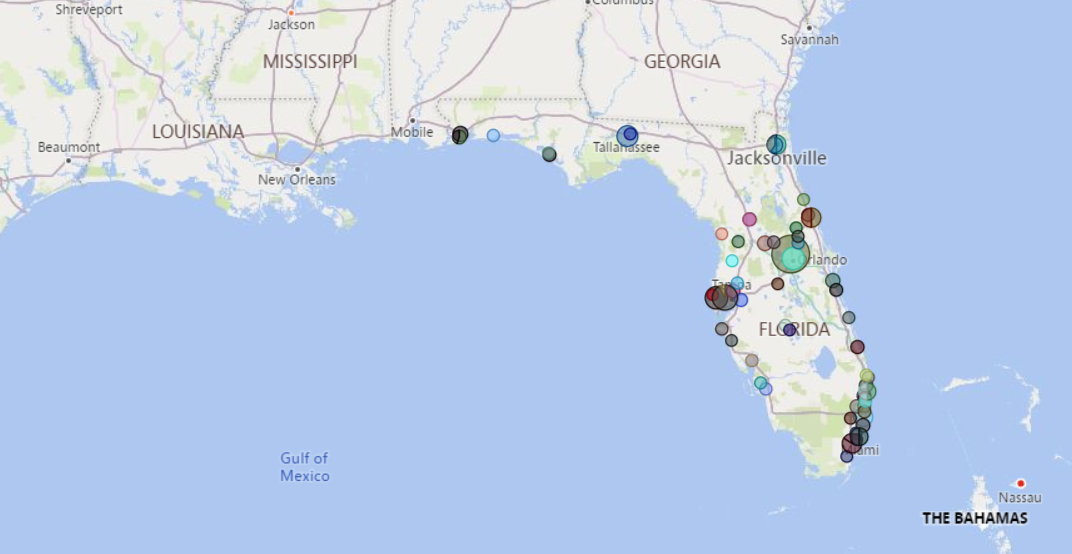 Shreveport
Columbus
Jackson
Savannah
MISSISSIPPI
GEORGIA
LOUISIANA
Mobile
Beaumont
Tallahassee
Jacksonville
New Orleans
Orlando
Tampa
FLORIDA
Gulf of
Mexico
Miami
Nassau
THE BAHAMAS